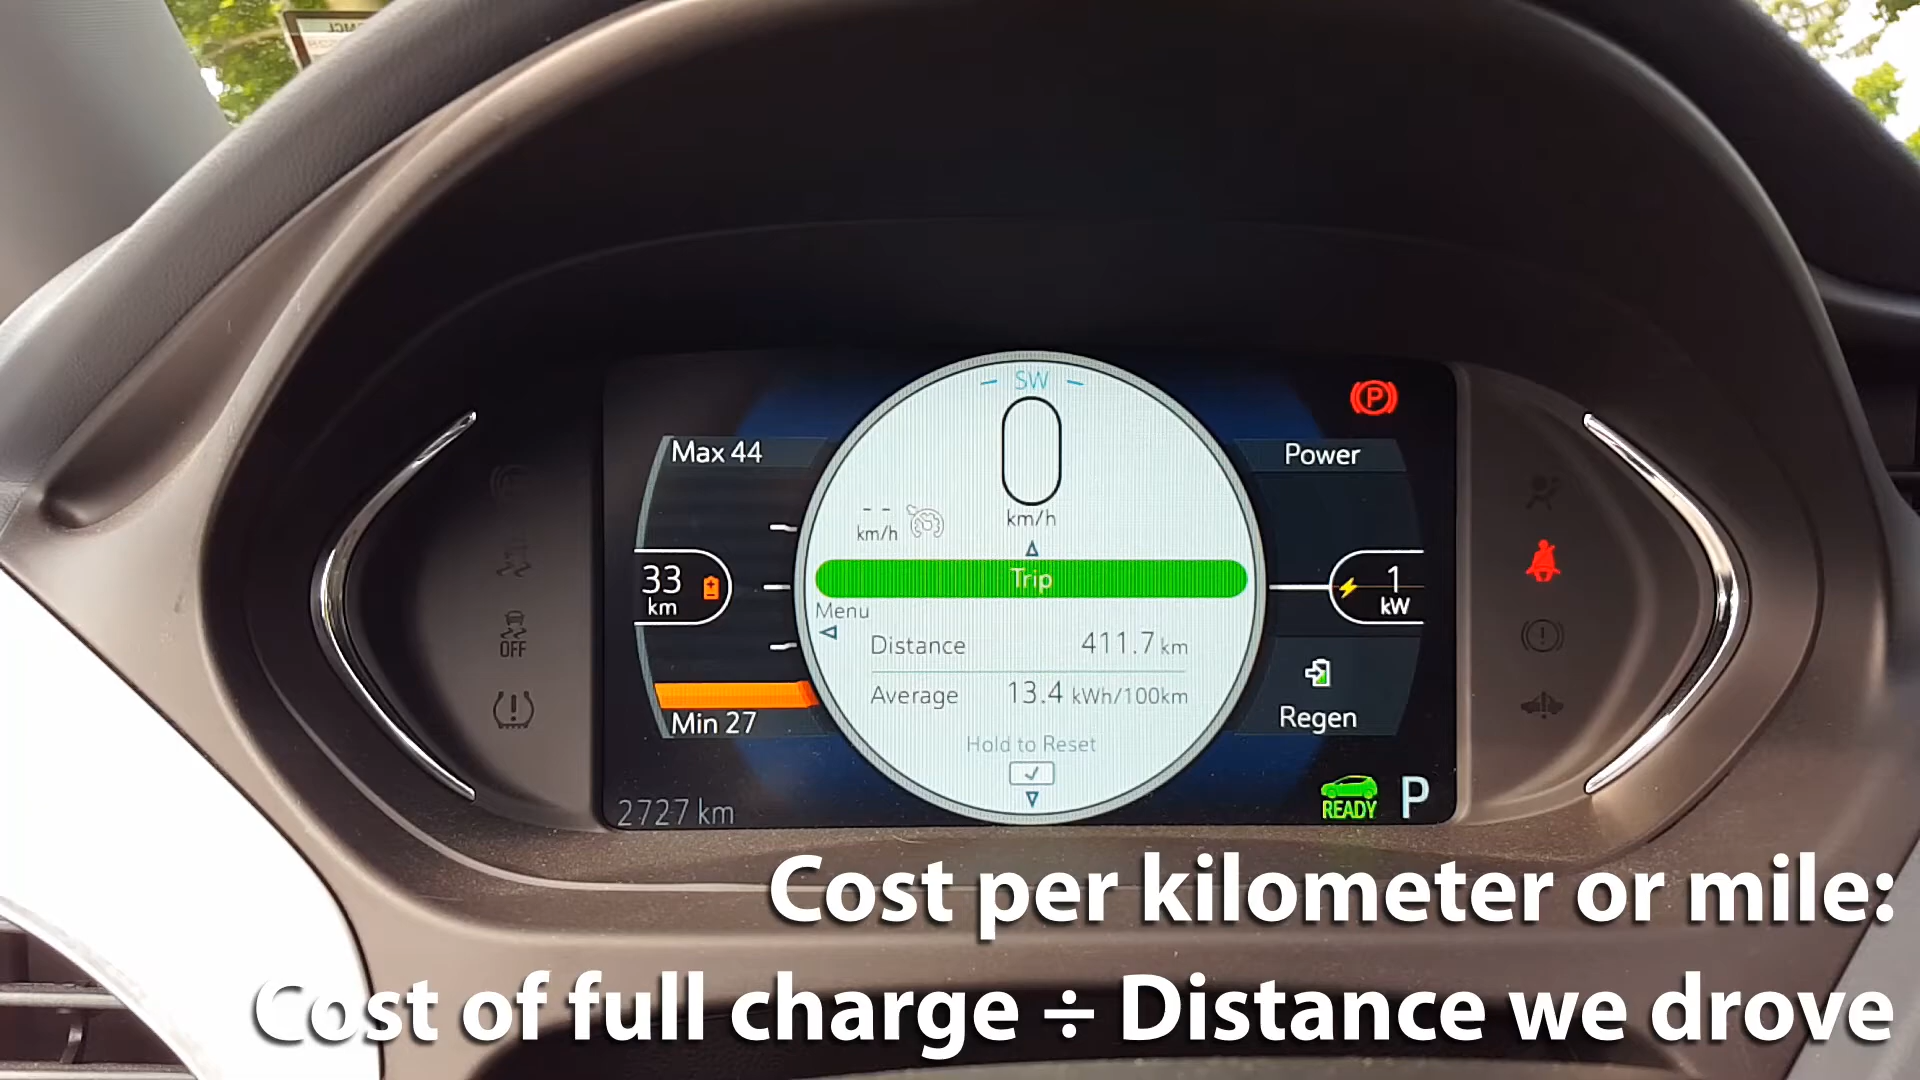 SW
Max 44
0
Power
-- km/h
km/h
Trip
33 km
1 kW
Menu
Distance 411.7 km
Average 13.4 kWh/100km
Min 27
Regen
OFF
Hold to Reset
2727 km
READY P
Cost per kilometer or mile:
Cost of full charge ÷ Distance we drove